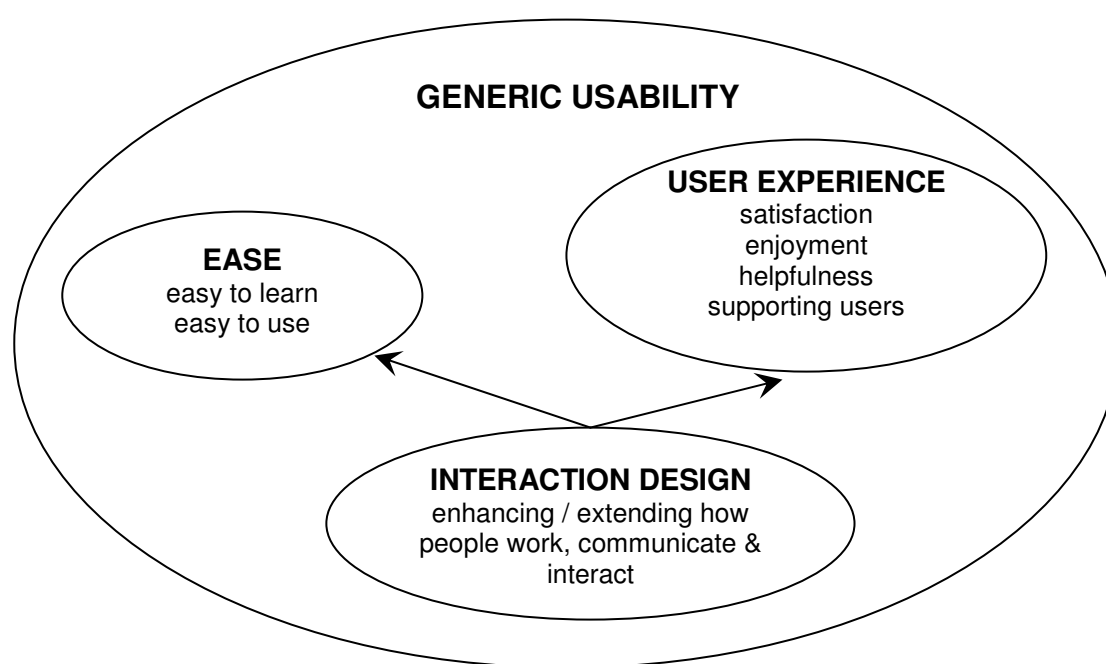 GENERIC USABILITY
USER EXPERIENCE
satisfaction
enjoyment
helpfulness
supporting users
EASE
easy to learn
easy to use
INTERACTION DESIGN
enhancing / extending how
people work, communicate &
interact